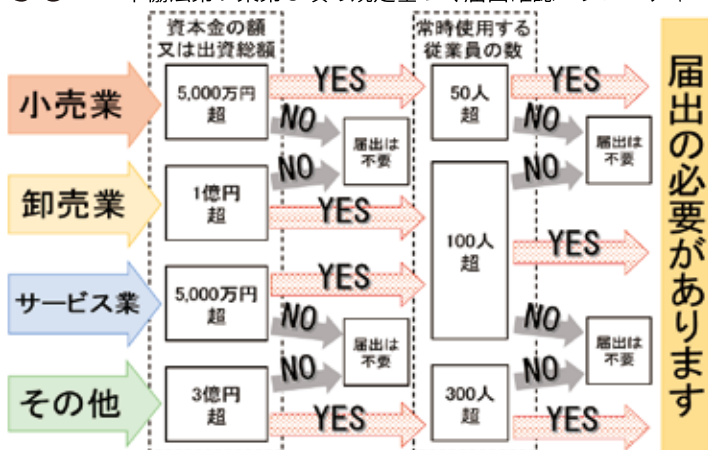 資本金の額
又は出資総額
常時使用する
従業員の数
小売業
5,000万円
超
YES
50人
超
YES
NO
届出は
不要
NO
届出は
不要
卸売業
1億円
超
NO
YES
100人
超
NO
YES
サービス業
5,000万円
超
YES
NO
届出は
不要
NO
届出は
不要
その他
3億円
超
NO
YES
300人
超
NO
YES
届出の必要があります